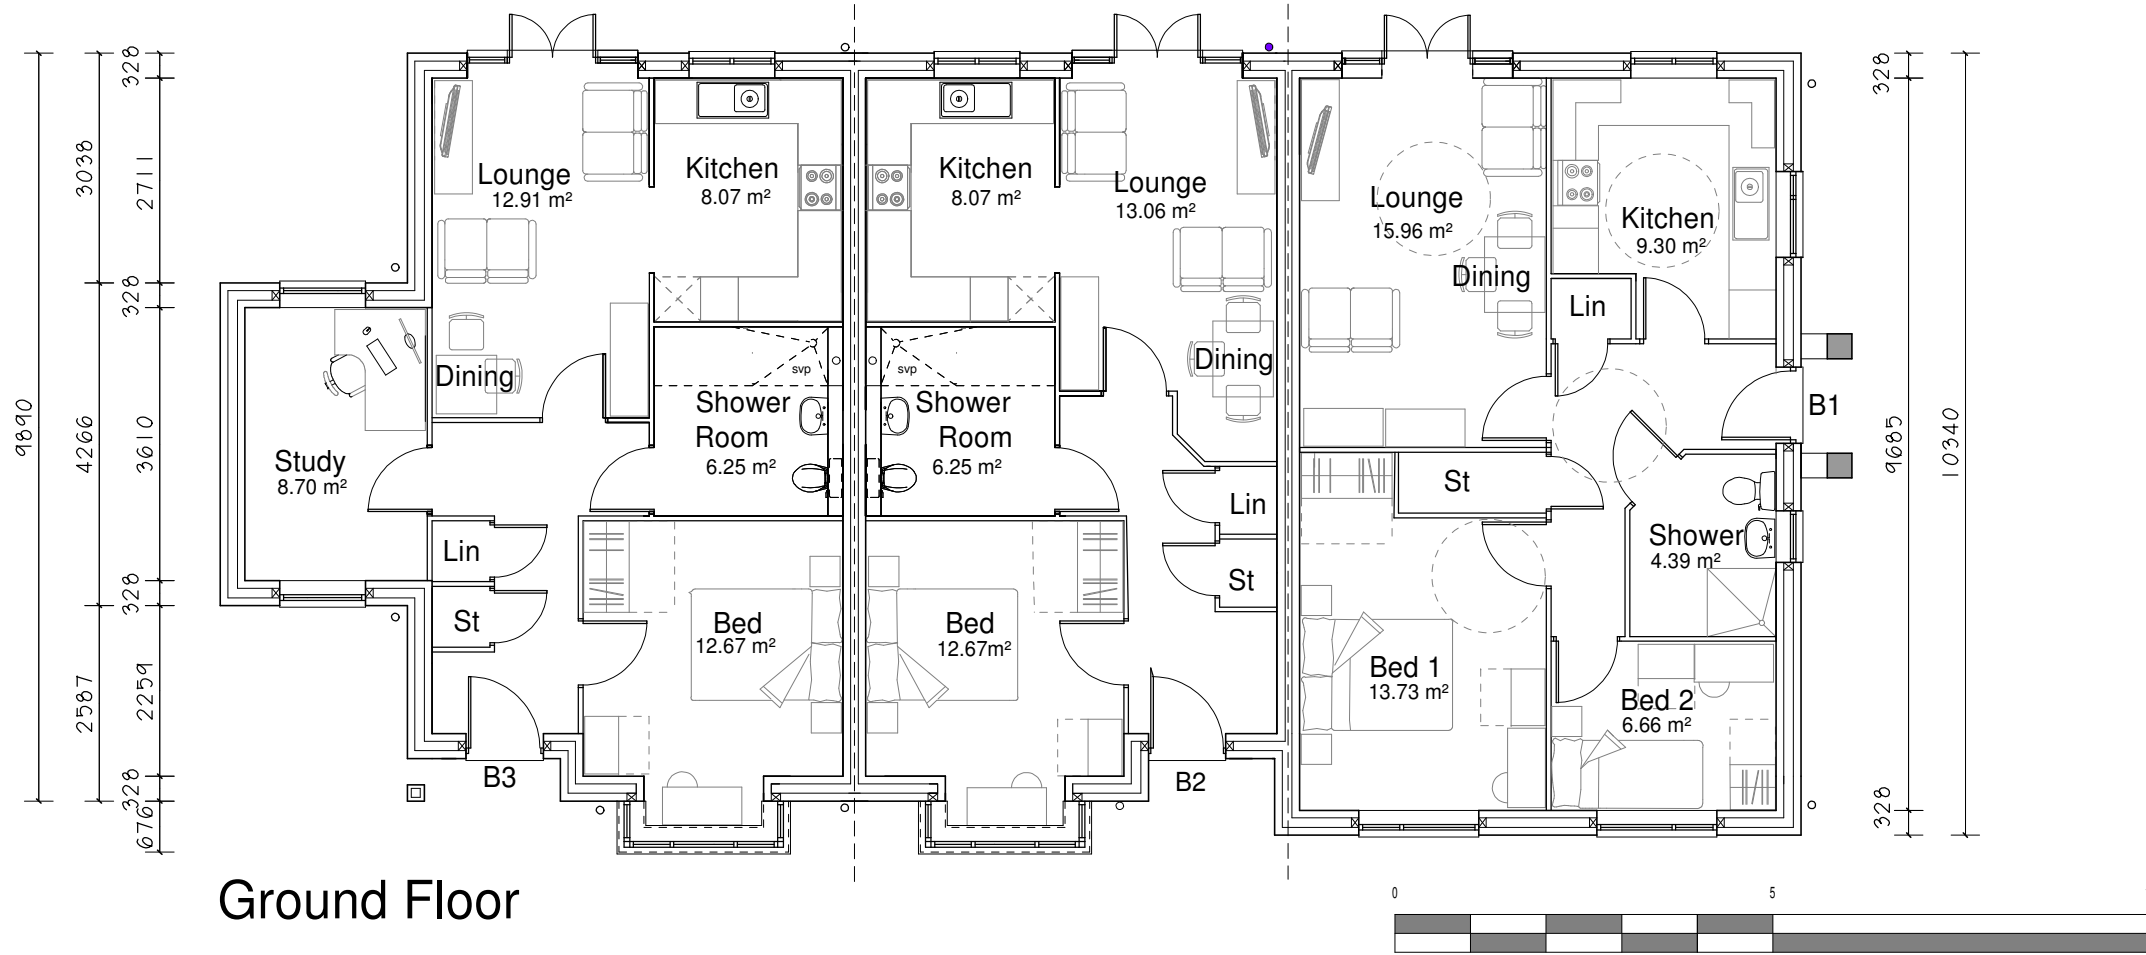 328
3038
2711
328
9890
4266
3610
328
2587
2259
328
676
Lounge
12.91 m²
Kitchen
8.07 m²
Kitchen
8.07 m²
Lounge
13.06 m²
Lounge
15.96 m²
Kitchen
9.30 m²
Dining
Lin
Dining
Dining
svp
svp
Shower
Room
6.25 m²
Shower
Room
6.25 m²
Study
8.70 m²
B1
St
Lin
Lin
St
St
Shower
4.39 m²
Bed
12.67 m²
Bed
12.67m²
Bed 1
13.73 m²
Bed 2
6.66 m²
B3
B2
328
9685
10340
328
Ground Floor
0
5